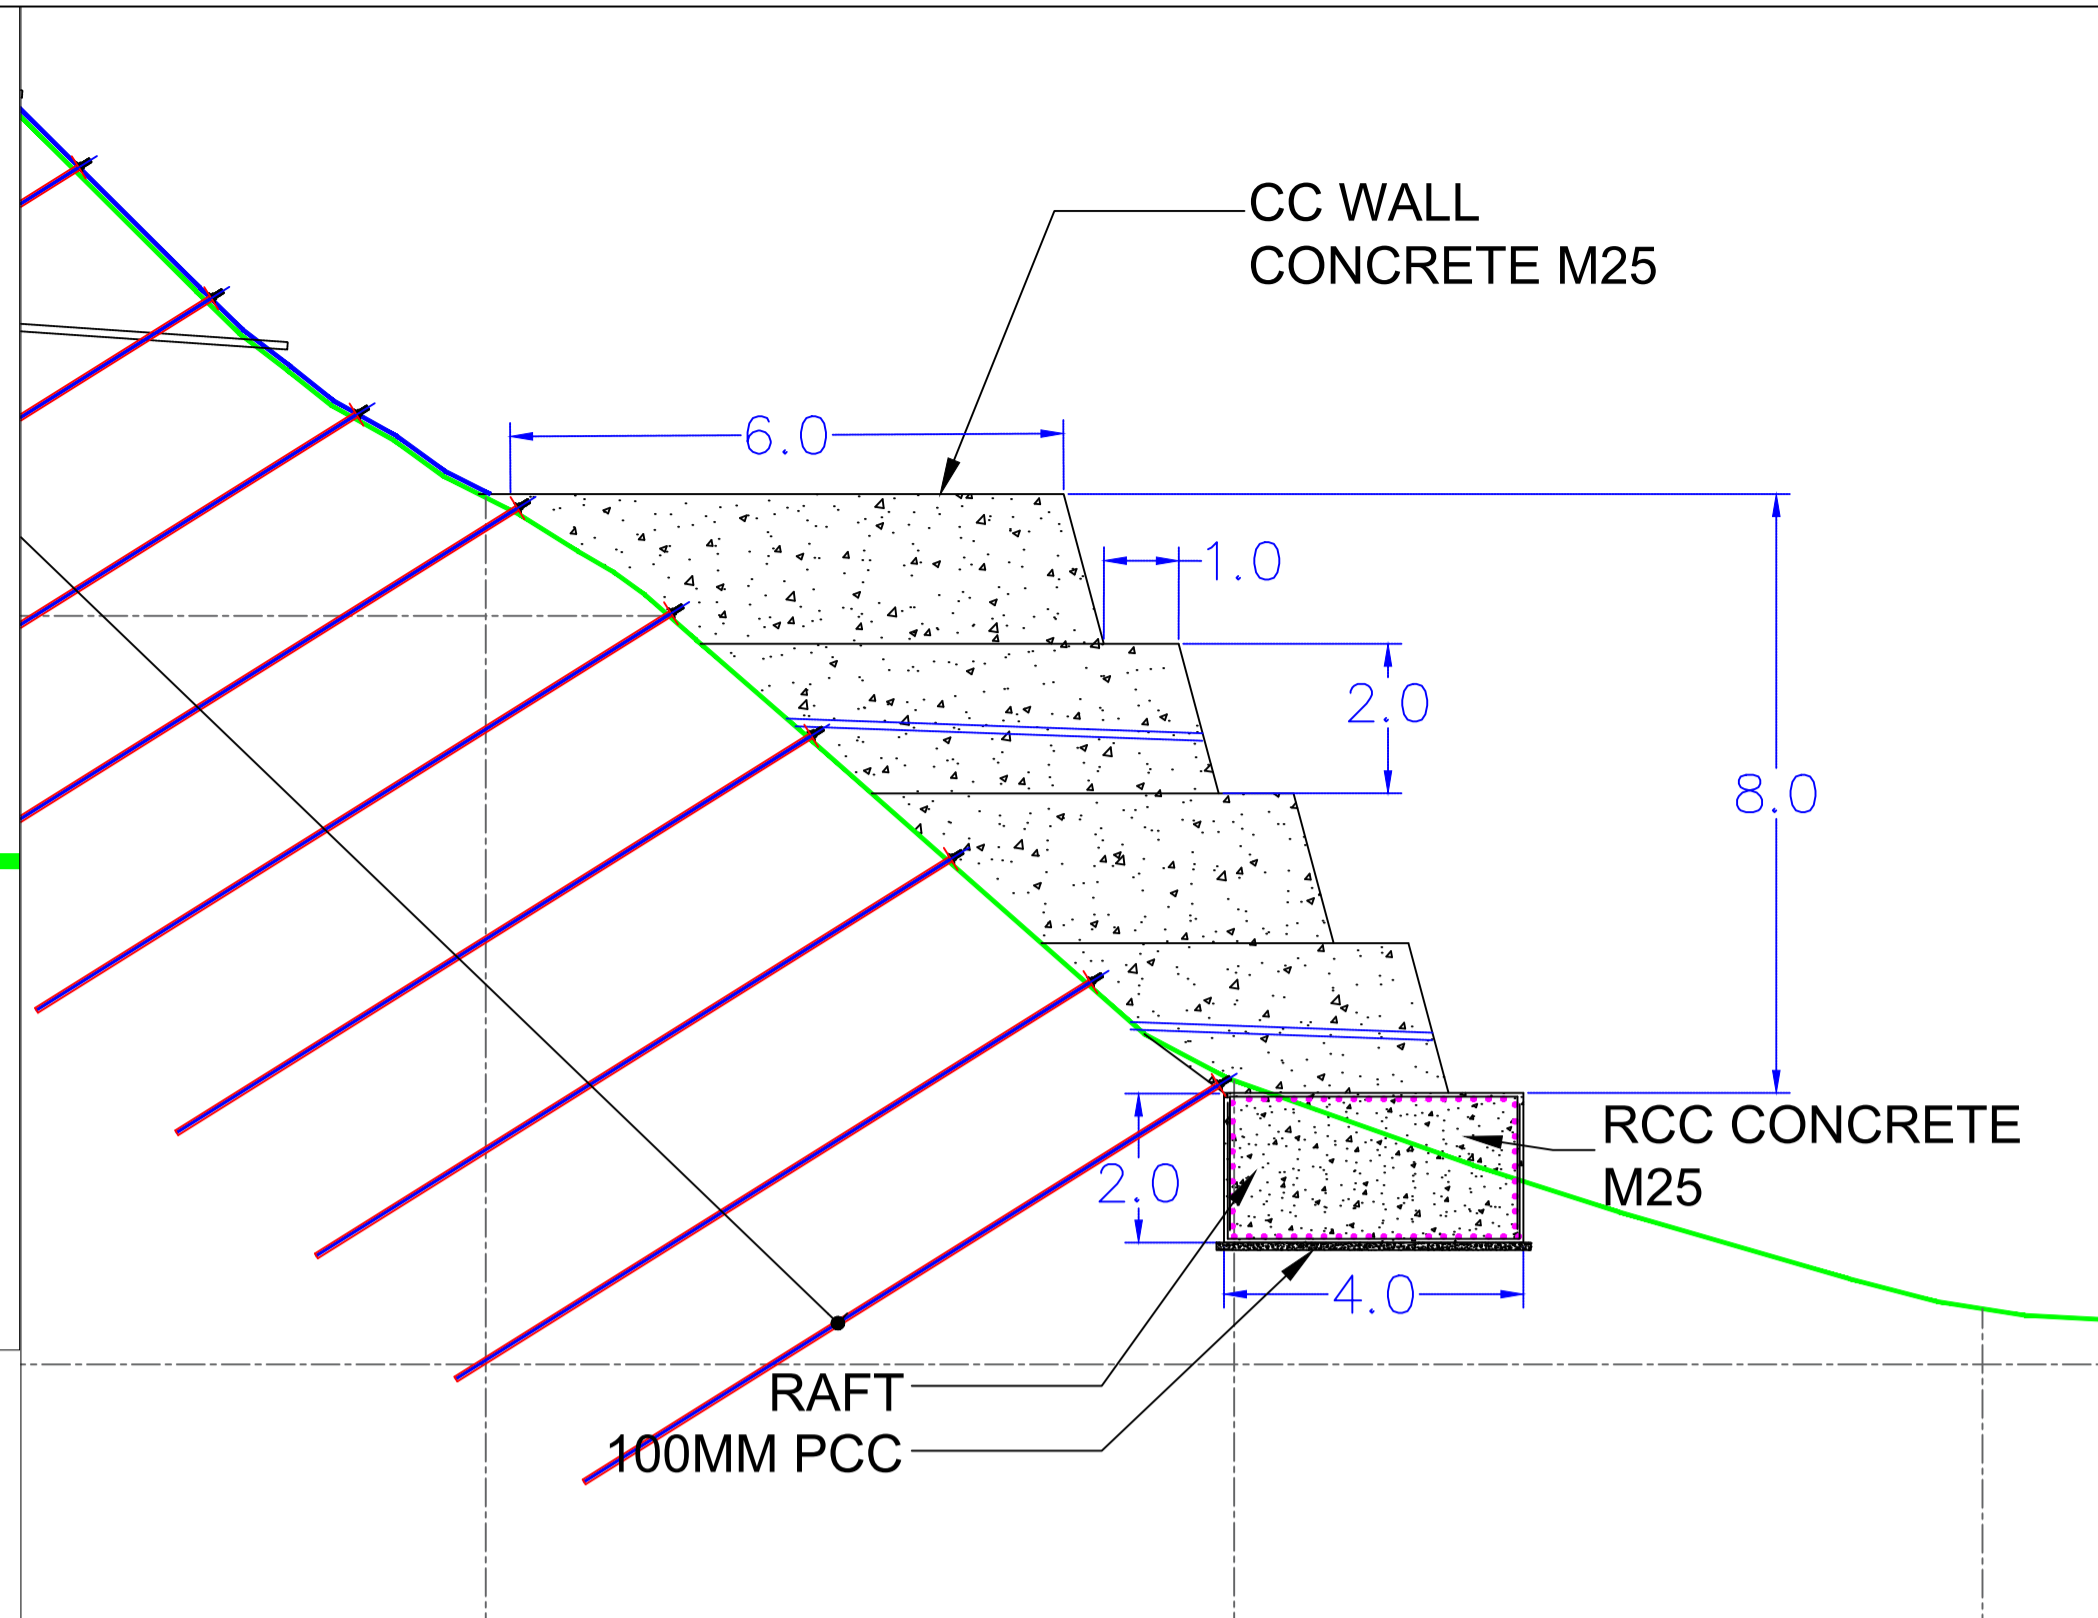 CC WALL
CONCRETE M25
6.0
1.0
2.0
8.0
RCC CONCRETE
M25
2.0
4.0
RAFT
100MM PCC